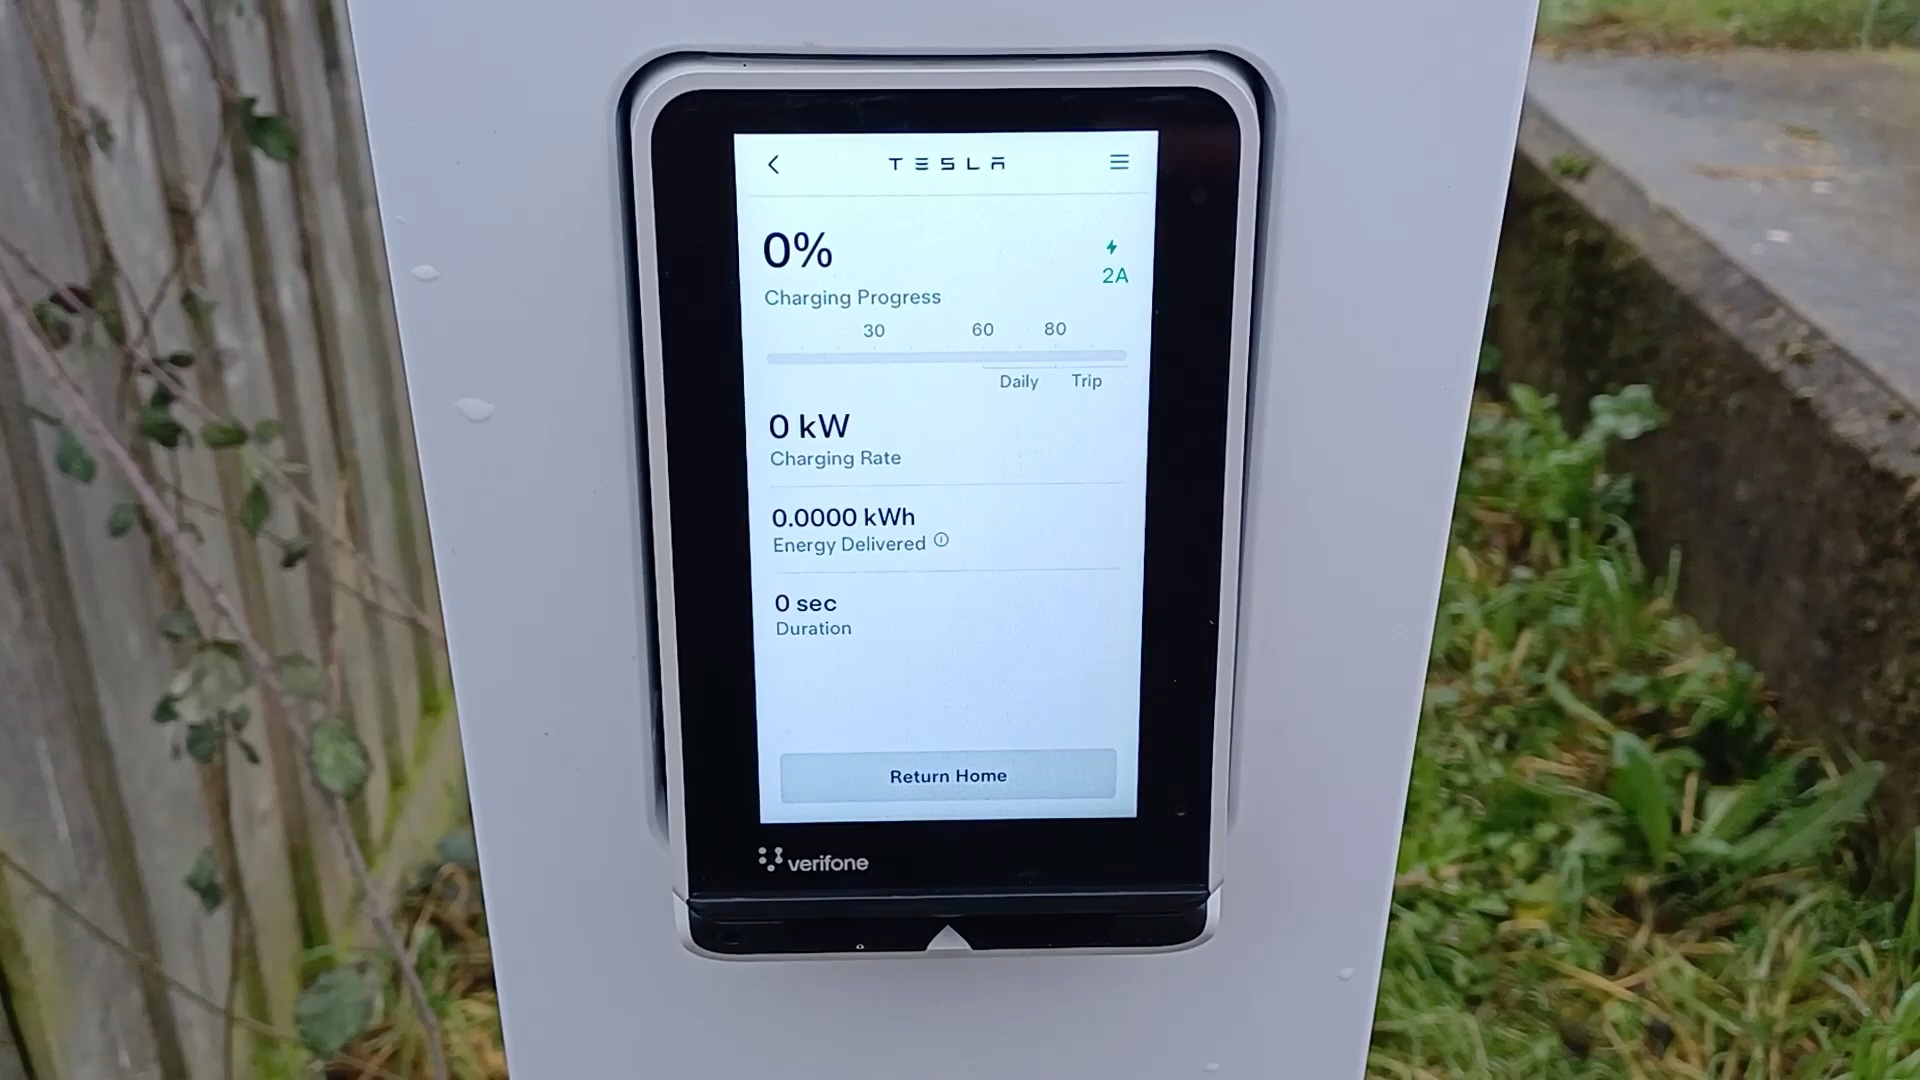 TESLA
0%
2A
Charging Progress
30 60 80
Daily Trip
0 kW
Charging Rate
0.0000 kWh
Energy Delivered
0 sec
Duration
Return Home
verifone